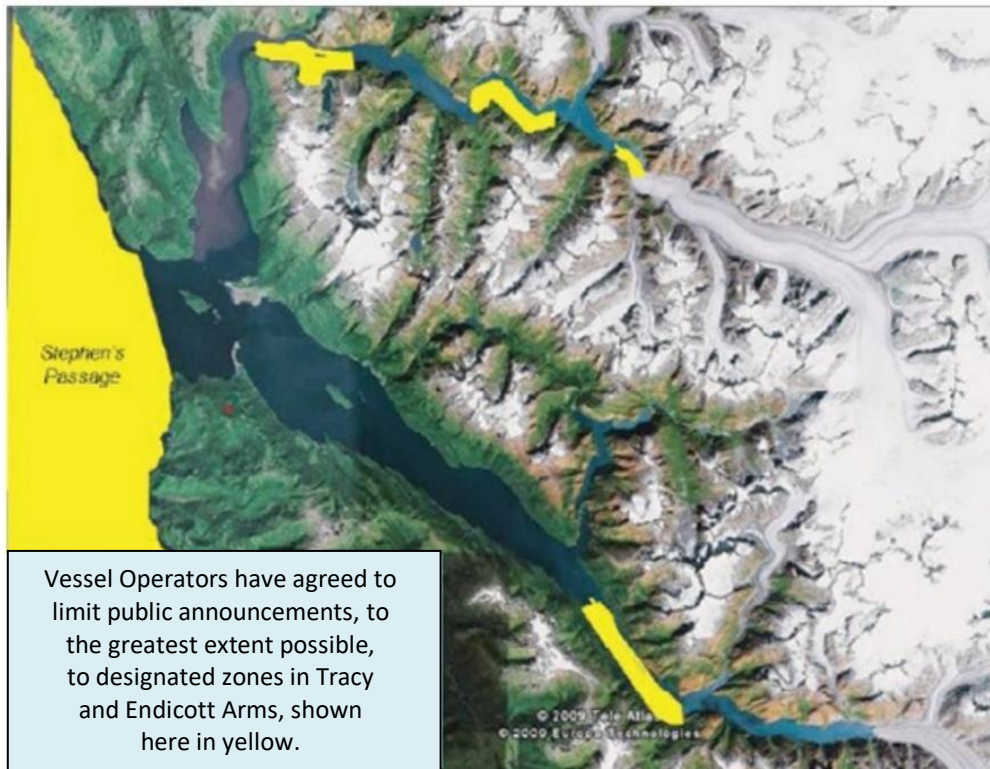 Stephen's
Passage
Vessel Operators have agreed to
limit public announcements, to
the greatest extent possible,
to designated zones in Tracy
and Endicott Arms, shown
here in yellow.
© 2009 Tele Atlas
© 2009 Europa Technologies